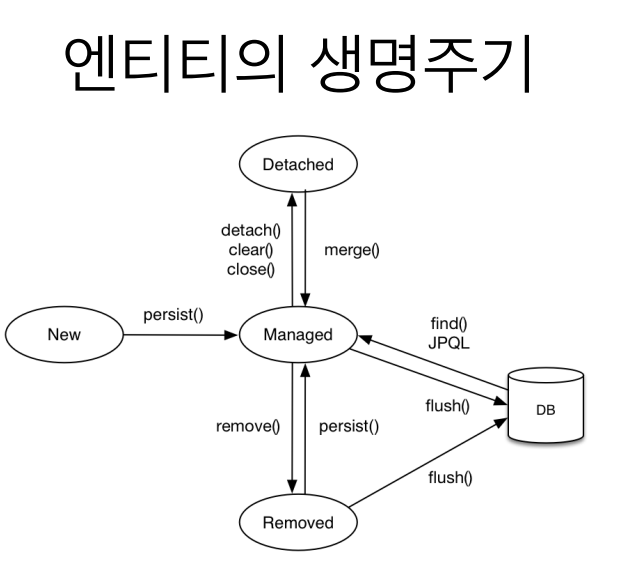 엔티티의 생명주기
Detached
detach()
clear()
close()
merge()
persist()
New
Managed
find()
JPQL
flush()
DB
remove()
persist()
flush()
Removed